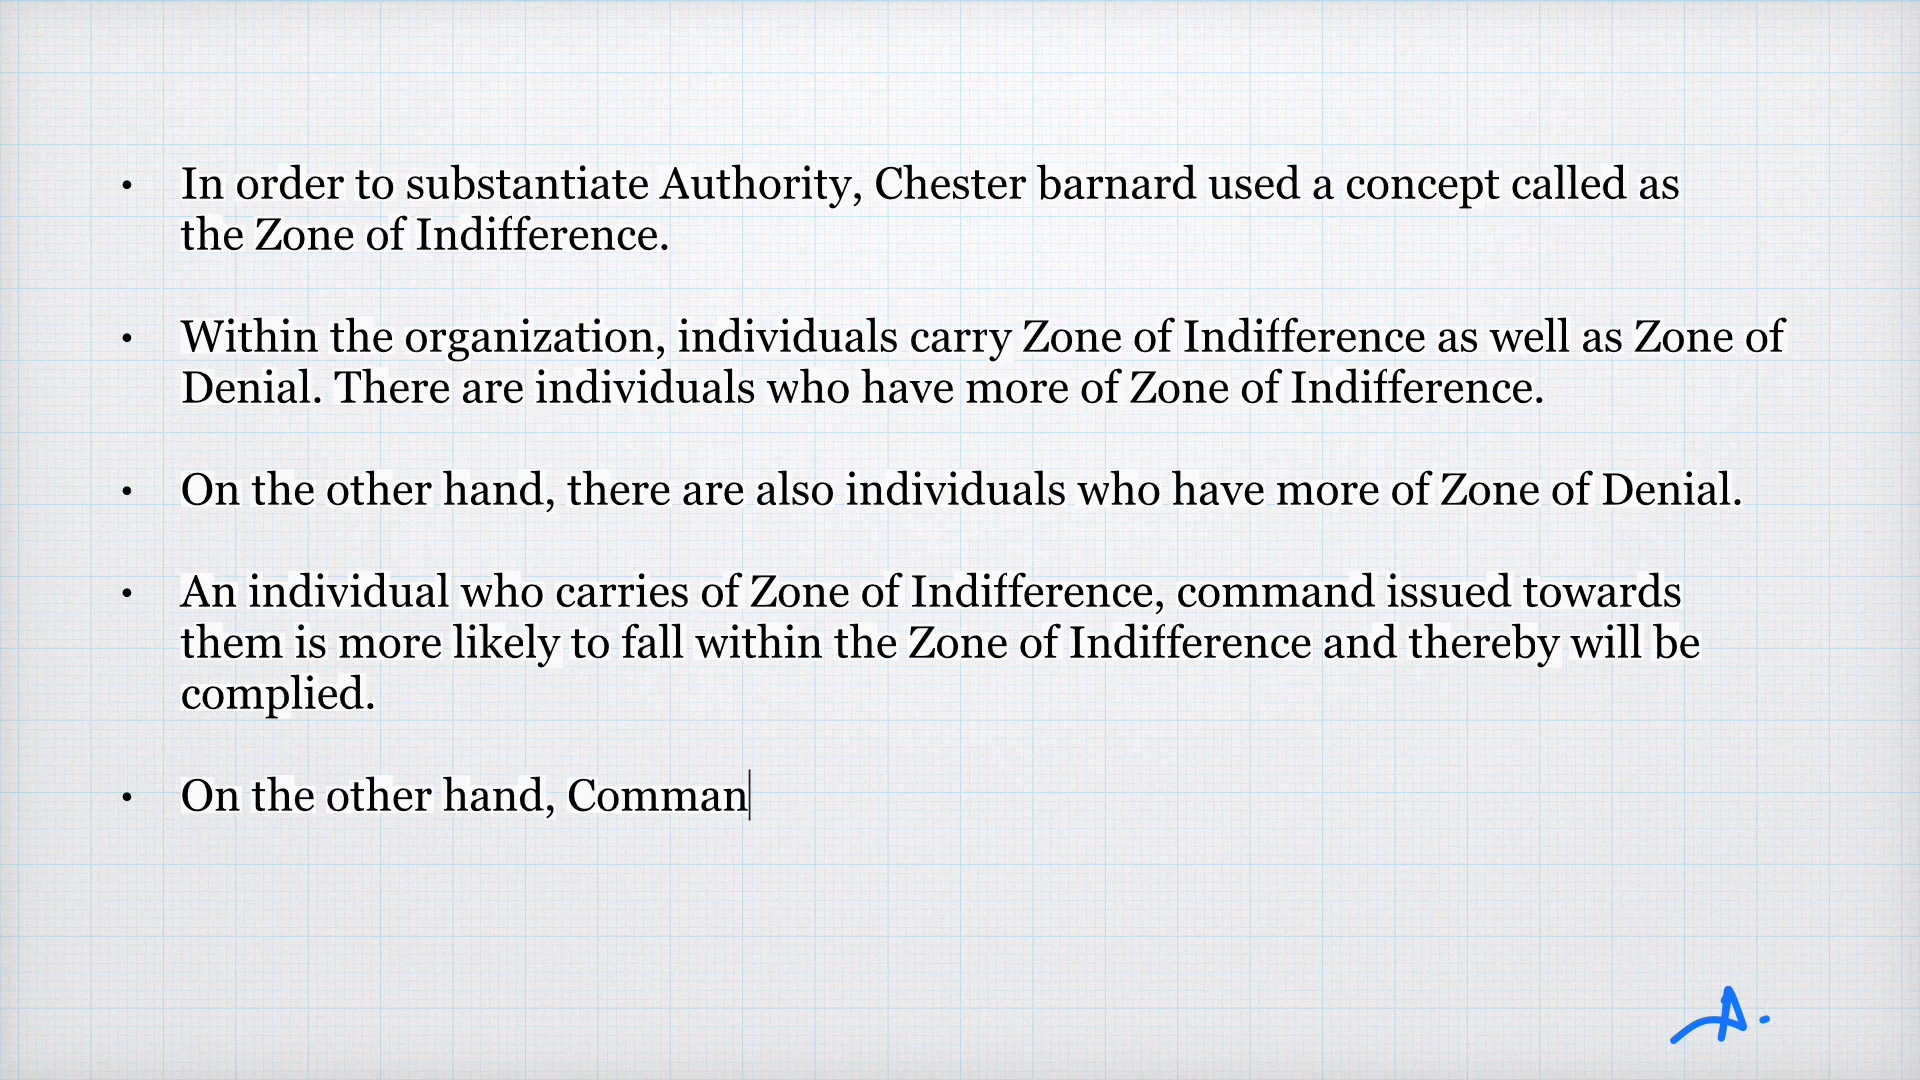 • In order to substantiate Authority, Chester barnard used a concept called as
the Zone of Indifference.
• Within the organization, individuals carry Zone of Indifference as well as Zone of
Denial. There are individuals who have more of Zone of Indifference.
• On the other hand, there are also individuals who have more of Zone of Denial.
• An individual who carries of Zone of Indifference, command issued towards
them is more likely to fall within the Zone of Indifference and thereby will be
complied.
• On the other hand, Comman
A.